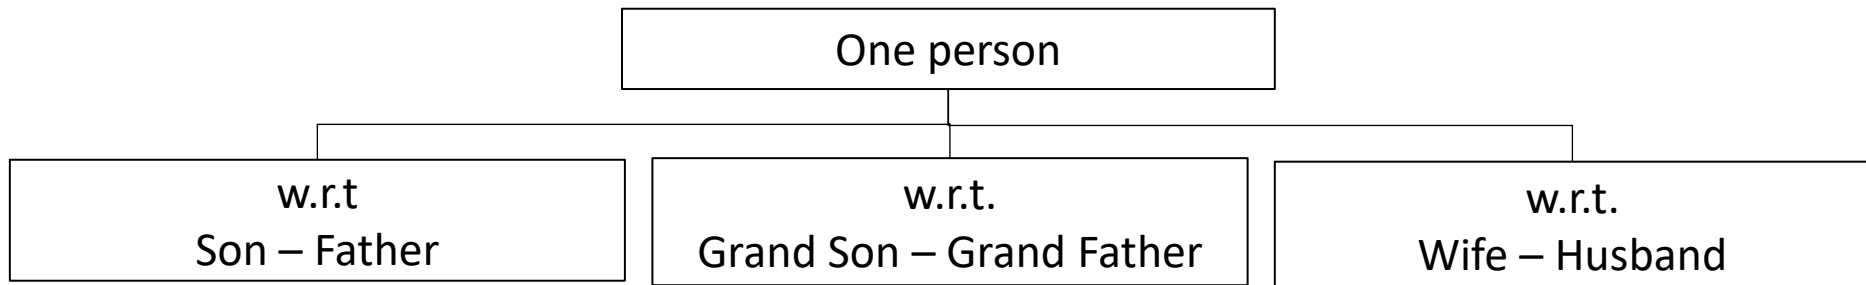 One person
w.r.t
Son – Father
w.r.t.
Grand Son – Grand Father
w.r.t.
Wife – Husband